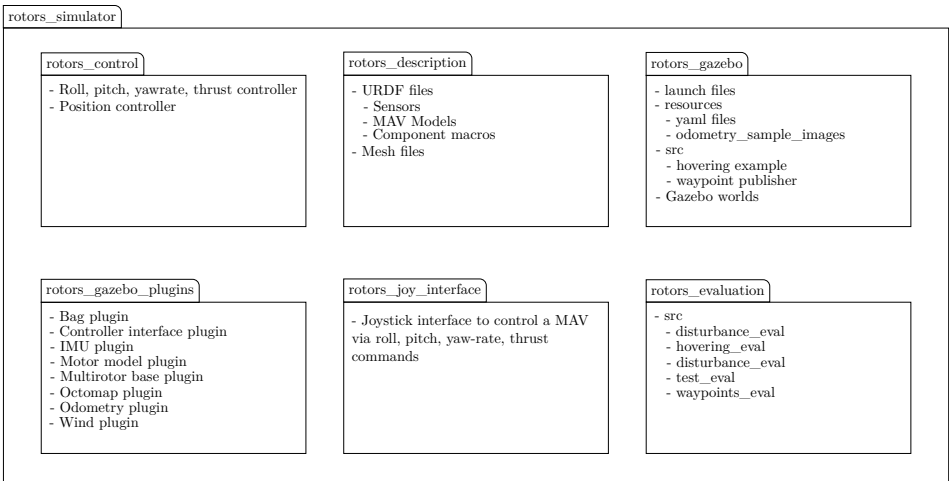 rotors_simulator
rotors_control
- Roll, pitch, yawrate, thrust controller
- Position controller
rotors_description
- URDF files
- Sensors
- MAV Models
- Component macros
- Mesh files
rotors_gazebo
- launch files
- resources
- yaml files
- odometry_sample_images
- src
- hovering example
- waypoint publisher
- Gazebo worlds
rotors_gazebo_plugins
- Bag plugin
- Controller interface plugin
- IMU plugin
- Motor model plugin
- Multirotor base plugin
- Octomap plugin
- Odometry plugin
- Wind plugin
rotors_joy_interface
- Joystick interface to control a MAV
via roll, pitch, yaw-rate, thrust
commands
rotors_evaluation
- src
- disturbance_eval
- hovering_eval
- disturbance_eval
- test_eval
- waypoints_eval